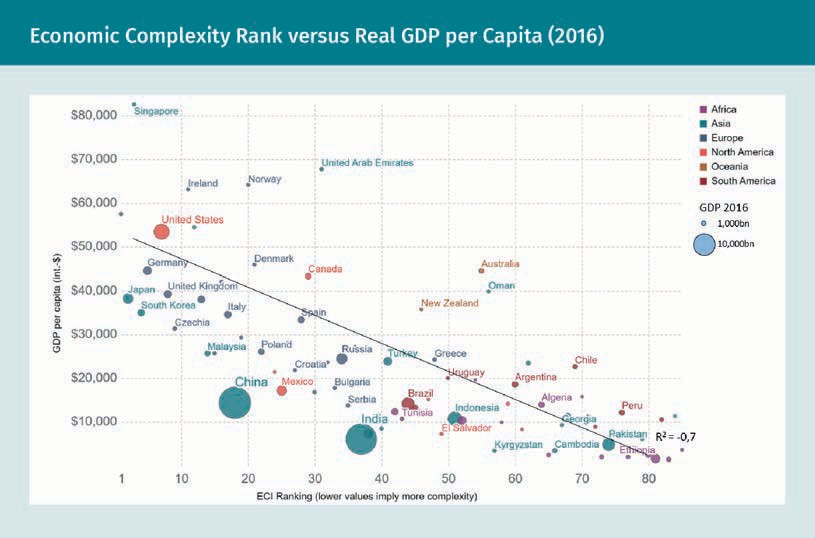 Economic Complexity Rank versus Real GDP per Capita (2016)
$80,000
$70,000
$60,000
$50,000
$40,000
$30,000
$20,000
$10,000
GDP per capita (int.-$)
Singapore
United Arab Emirates
Ireland
Norway
United States
Germany
Denmark
Canada
Australia
Oman
Japan
United Kingdom
South Korea
New Zealand
Italy
Spain
Czechia
Malaysia
Poland
Russia
Turkey
Greece
Croatia
Uruguay
Chile
China
Mexico
Bulgaria
Argentina
Serbia
Brazil
Algeria
Tunisia
Indonesia
Peru
India
El Salvador
Georgia
Kyrgyzstan
Cambodia
Pakistan
Ethiopia
R² = -0,7
1
10
20
30
40
50
60
70
80
ECI Ranking (lower values imply more complexity)
Africa
Asia
Europe
North America
Oceania
South America
GDP 2016
1,000bn
10,000bn